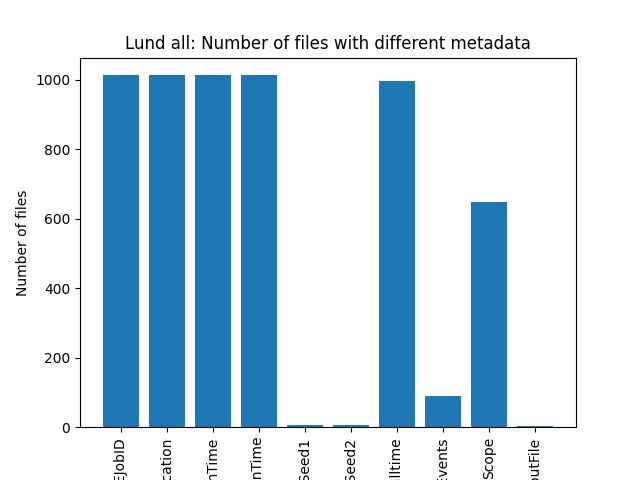 Lund all: Number of files with different metadata
Number of files
1000
800
600
400
200
0
EJobID
cation
nTime
nTime
Seed1
Seed2
lltime
Events
Scope
outFile